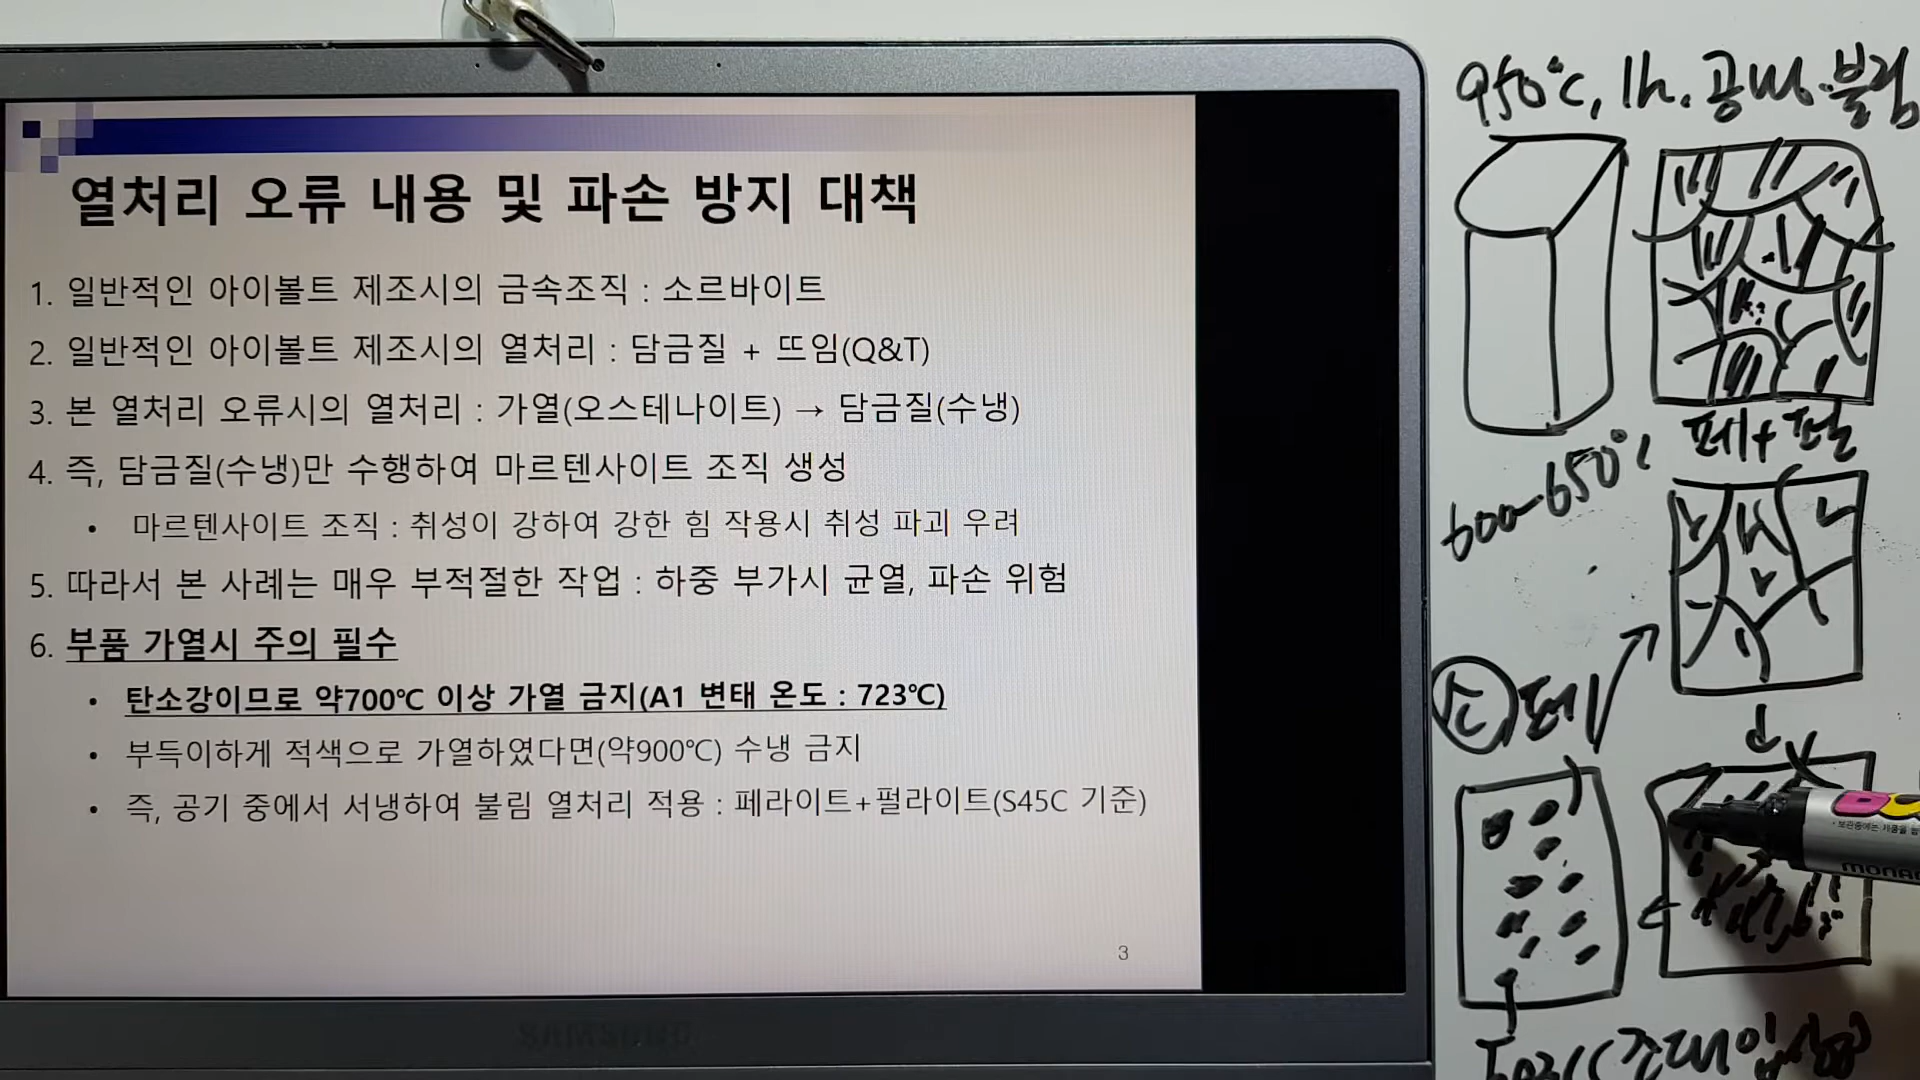 열처리 오류 내용 및 파손 방지 대책
1. 일반적인 아이볼트 제조시의 금속조직 : 소르바이트
2. 일반적인 아이볼트 제조시의 열처리 : 담금질 + 뜨임(Q&T)
3. 본 열처리 오류시의 열처리 : 가열(오스테나이트) → 담금질(수냉)
4. 즉, 담금질(수냉)만 수행하여 마르텐사이트 조직 생성
• 마르텐사이트 조직 : 취성이 강하여 강한 힘 작용시 취성 파괴 우려
5. 따라서 본 사례는 매우 부적절한 작업 : 하중 부가시 균열, 파손 위험
6. 부품 가열시 주의 필수
• 탄소강이므로 약700℃ 이상 가열 금지(A1 변태 온도 : 723℃)
• 부득이하게 적색으로 가열하였다면(약900℃) 수냉 금지
• 즉, 공기 중에서 서냉하여 불림 열처리 적용 : 페라이트+펄라이트(S45C 기준)
3
SAMSUNG
950℃, 1h, 공냉·불림
페+펄
600~650℃
소
페
MONA